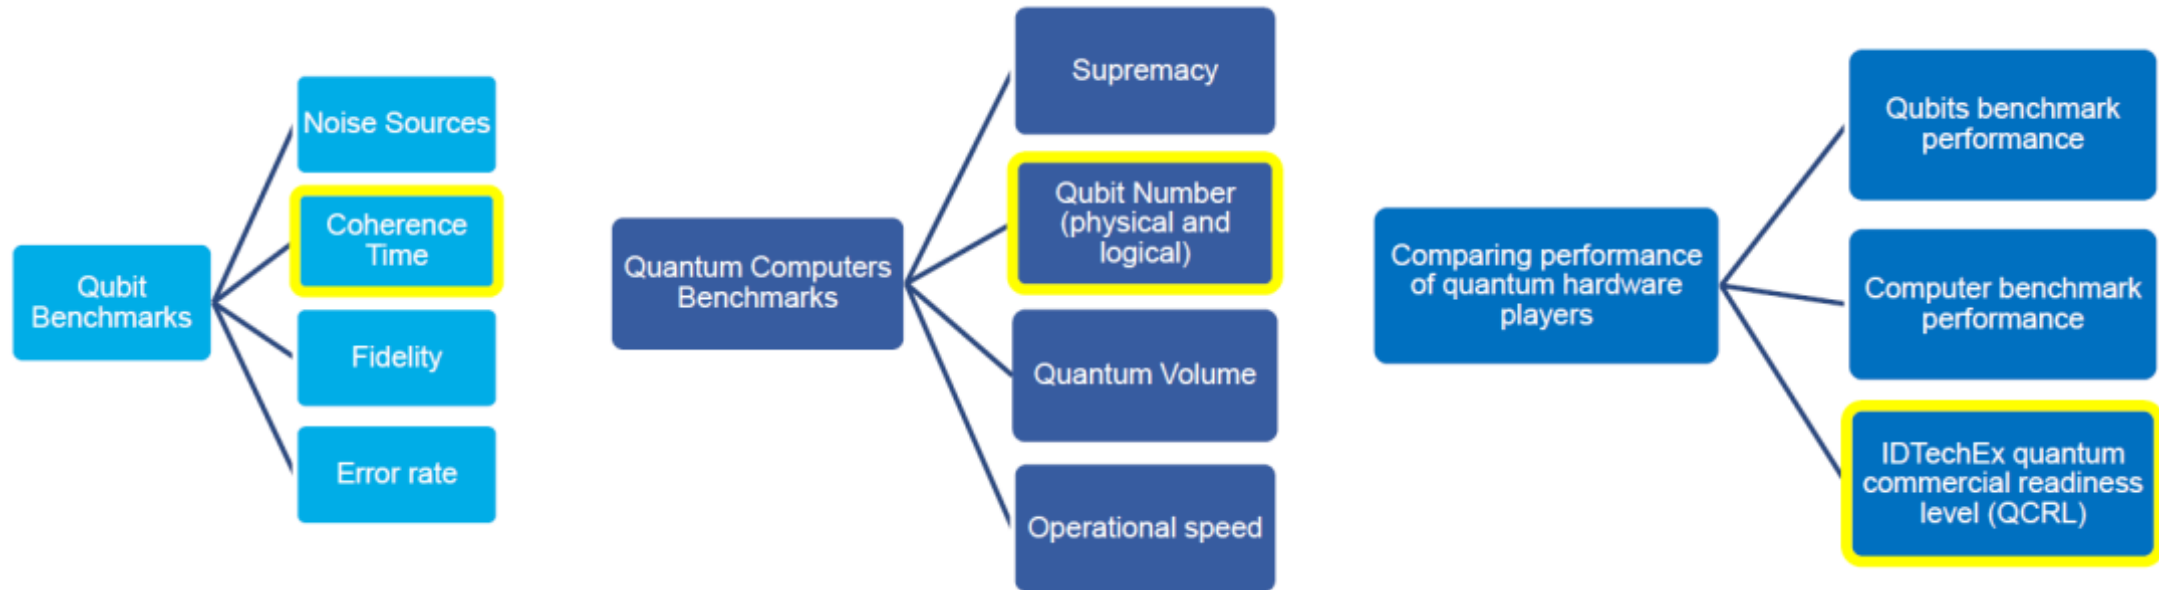 Qubit
Benchmarks
Noise Sources
Coherence
Time
Fidelity
Error rate
Quantum Computers
Benchmarks
Supremacy
Qubit Number
(physical and
logical)
Quantum Volume
Operational speed
Comparing performance
of quantum hardware
players
Qubits benchmark
performance
Computer benchmark
performance
IDTechEx quantum
commercial readiness
level (QCRL)